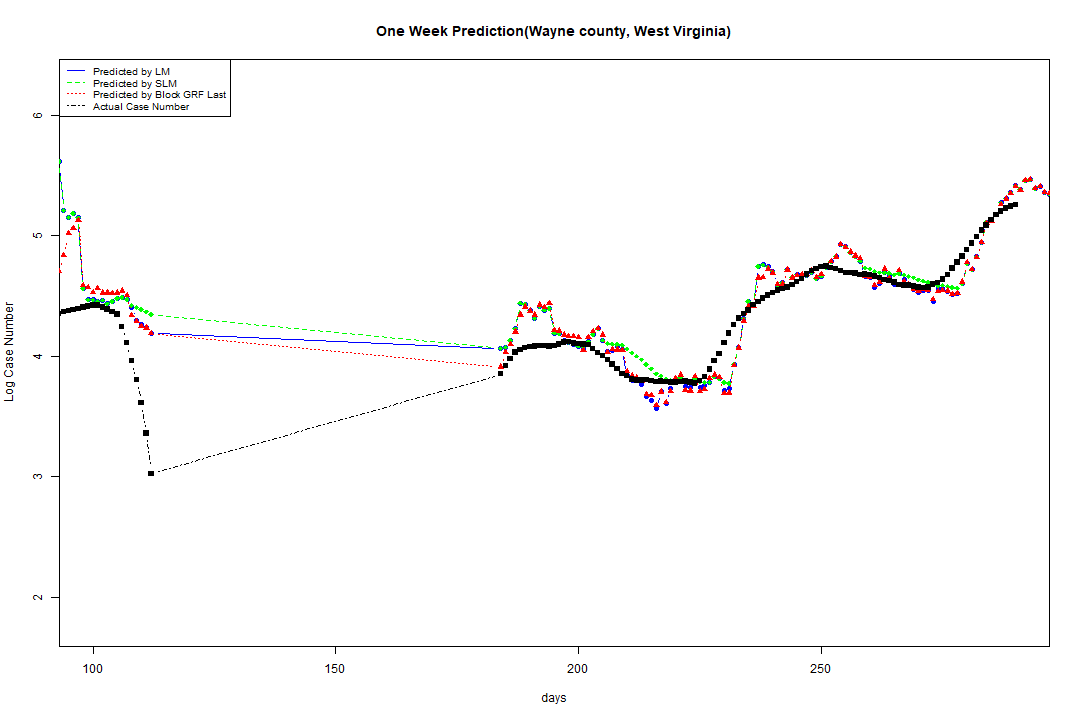 One Week Prediction(Wayne county, West Virginia)
Predicted by LM
Predicted by SLM
Predicted by Block GRF Last
Actual Case Number
6
5
4
3
2
Log Case Number
100 150 200 250
days